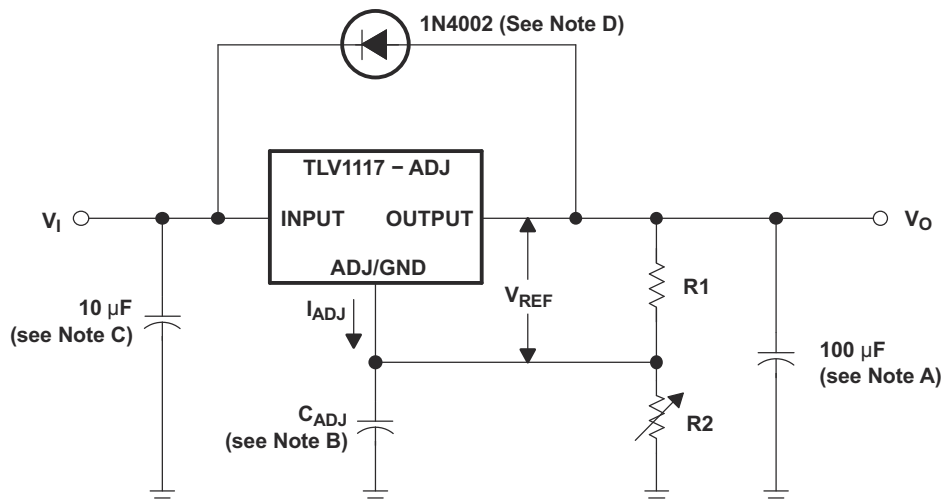 1N4002 (See Note D)
TLV1117 – ADJ
V_I
INPUT
OUTPUT
V_O
ADJ/GND
I_ADJ
V_REF
R1
10 µF
(see Note C)
100 µF
(see Note A)
C_ADJ
(see Note B)
R2